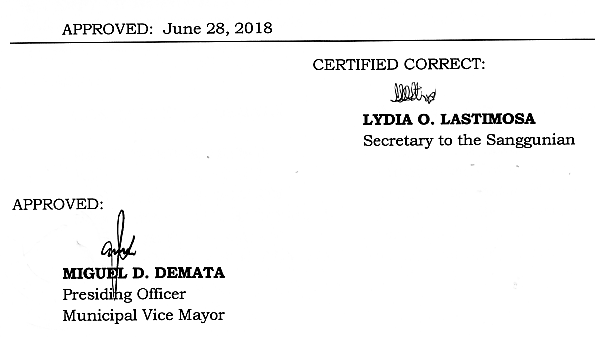 APPROVED: June 28, 2018
CERTIFIED CORRECT:
LYDIA O. LASTIMOSA
Secretary to the Sanggunian
APPROVED:
MIGUEL D. DEMATA
Presiding Officer
Municipal Vice Mayor